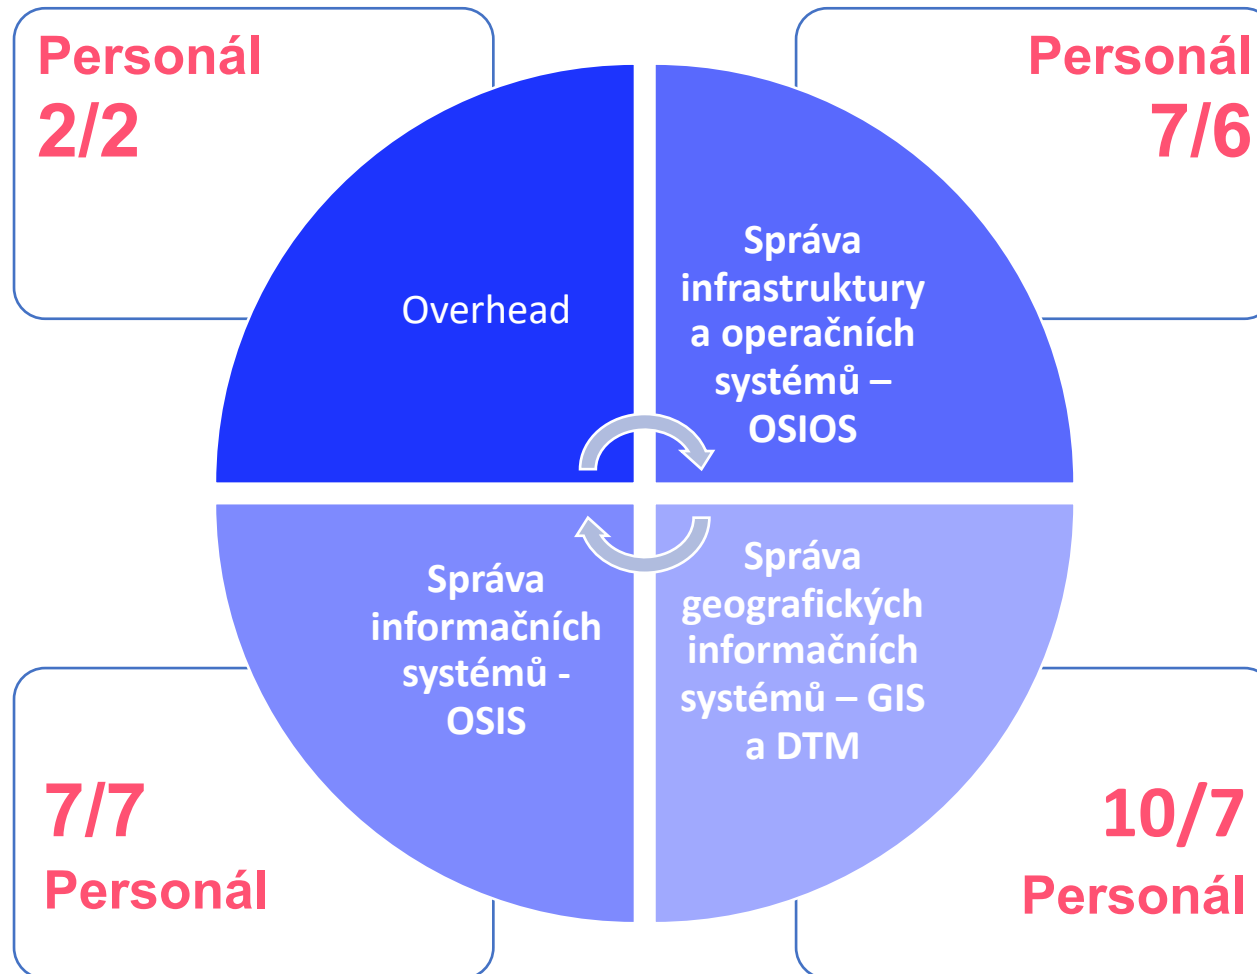 Personál
2/2
Personál
7/6
Overhead
Správa
infrastruktury
a operačních
systémů –
OSIOS
Správa
informačních
systémů -
OSIS
Správa
geografických
informačních
systémů – GIS
a DTM
7/7
Personál
10/7
Personál